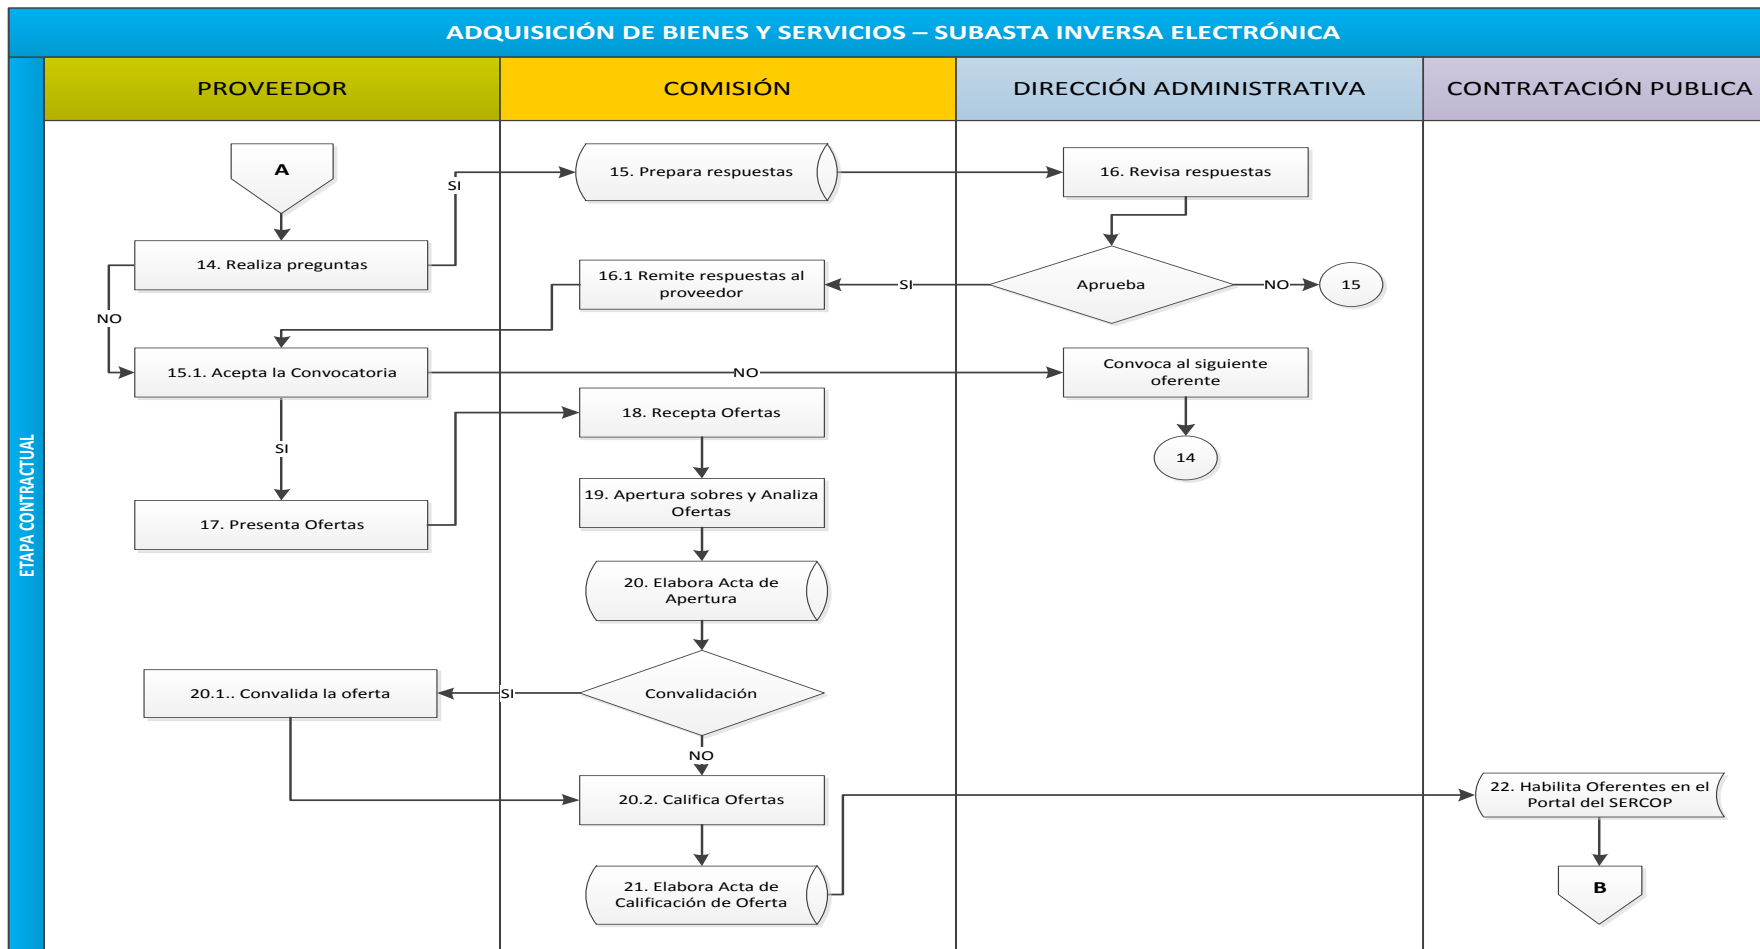 ADQUISICIÓN DE BIENES Y SERVICIOS – SUBASTA INVERSA ELECTRÓNICA
ETAPA CONTRACTUAL
PROVEEDOR
COMISIÓN
DIRECCIÓN ADMINISTRATIVA
CONTRATACIÓN PUBLICA
A
SI
15. Prepara respuestas
16. Revisa respuestas
14. Realiza preguntas
16.1 Remite respuestas al
proveedor
SI
Aprueba
NO
15
NO
15.1. Acepta la Convocatoria
NO
Convoca al siguiente
oferente
18. Recepta Ofertas
SI
14
17. Presenta Ofertas
19. Apertura sobres y Analiza
Ofertas
20. Elabora Acta de
Apertura
20.1.. Convalida la oferta
SI
Convalidación
NO
20.2. Califica Ofertas
22. Habilita Oferentes en el
Portal del SERCOP
21. Elabora Acta de
Calificación de Oferta
B